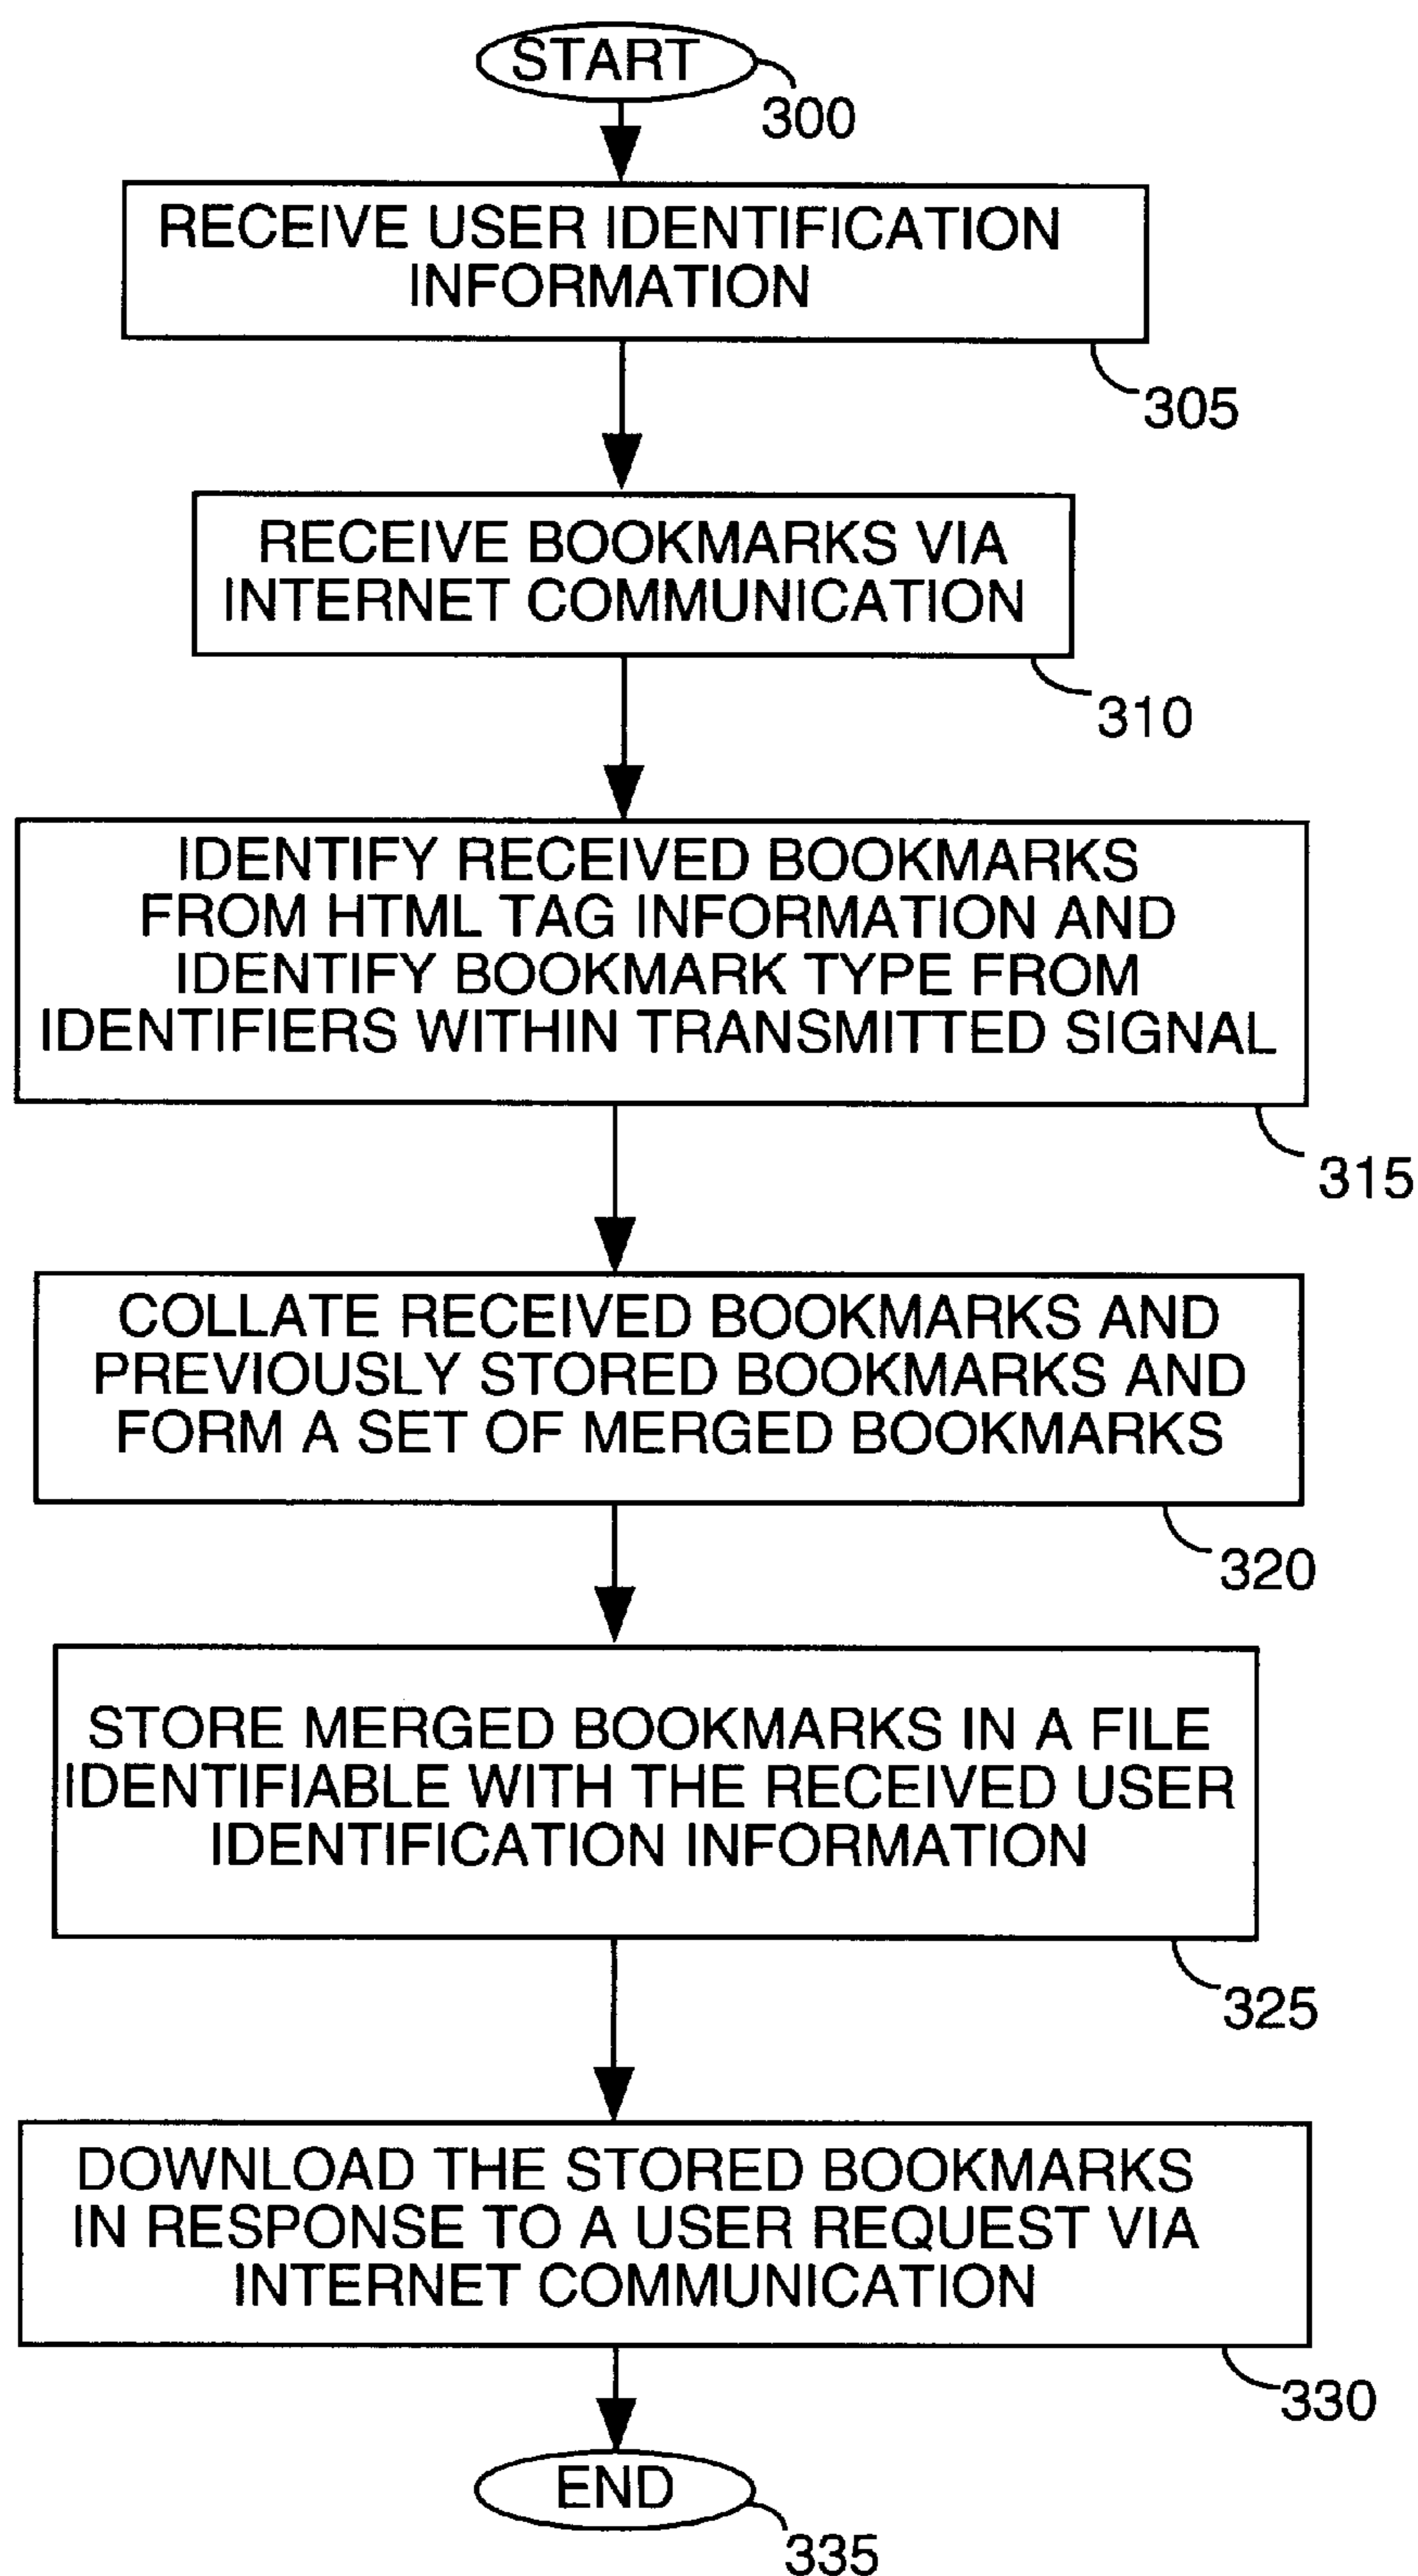 START
300
RECEIVE USER IDENTIFICATION
INFORMATION
305
RECEIVE BOOKMARKS VIA
INTERNET COMMUNICATION
310
IDENTIFY RECEIVED BOOKMARKS
FROM HTML TAG INFORMATION AND
IDENTIFY BOOKMARK TYPE FROM
IDENTIFIERS WITHIN TRANSMITTED SIGNAL
315
COLLATE RECEIVED BOOKMARKS AND
PREVIOUSLY STORED BOOKMARKS AND
FORM A SET OF MERGED BOOKMARKS
320
STORE MERGED BOOKMARKS IN A FILE
IDENTIFIABLE WITH THE RECEIVED USER
IDENTIFICATION INFORMATION
325
DOWNLOAD THE STORED BOOKMARKS
IN RESPONSE TO A USER REQUEST VIA
INTERNET COMMUNICATION
330
END
335